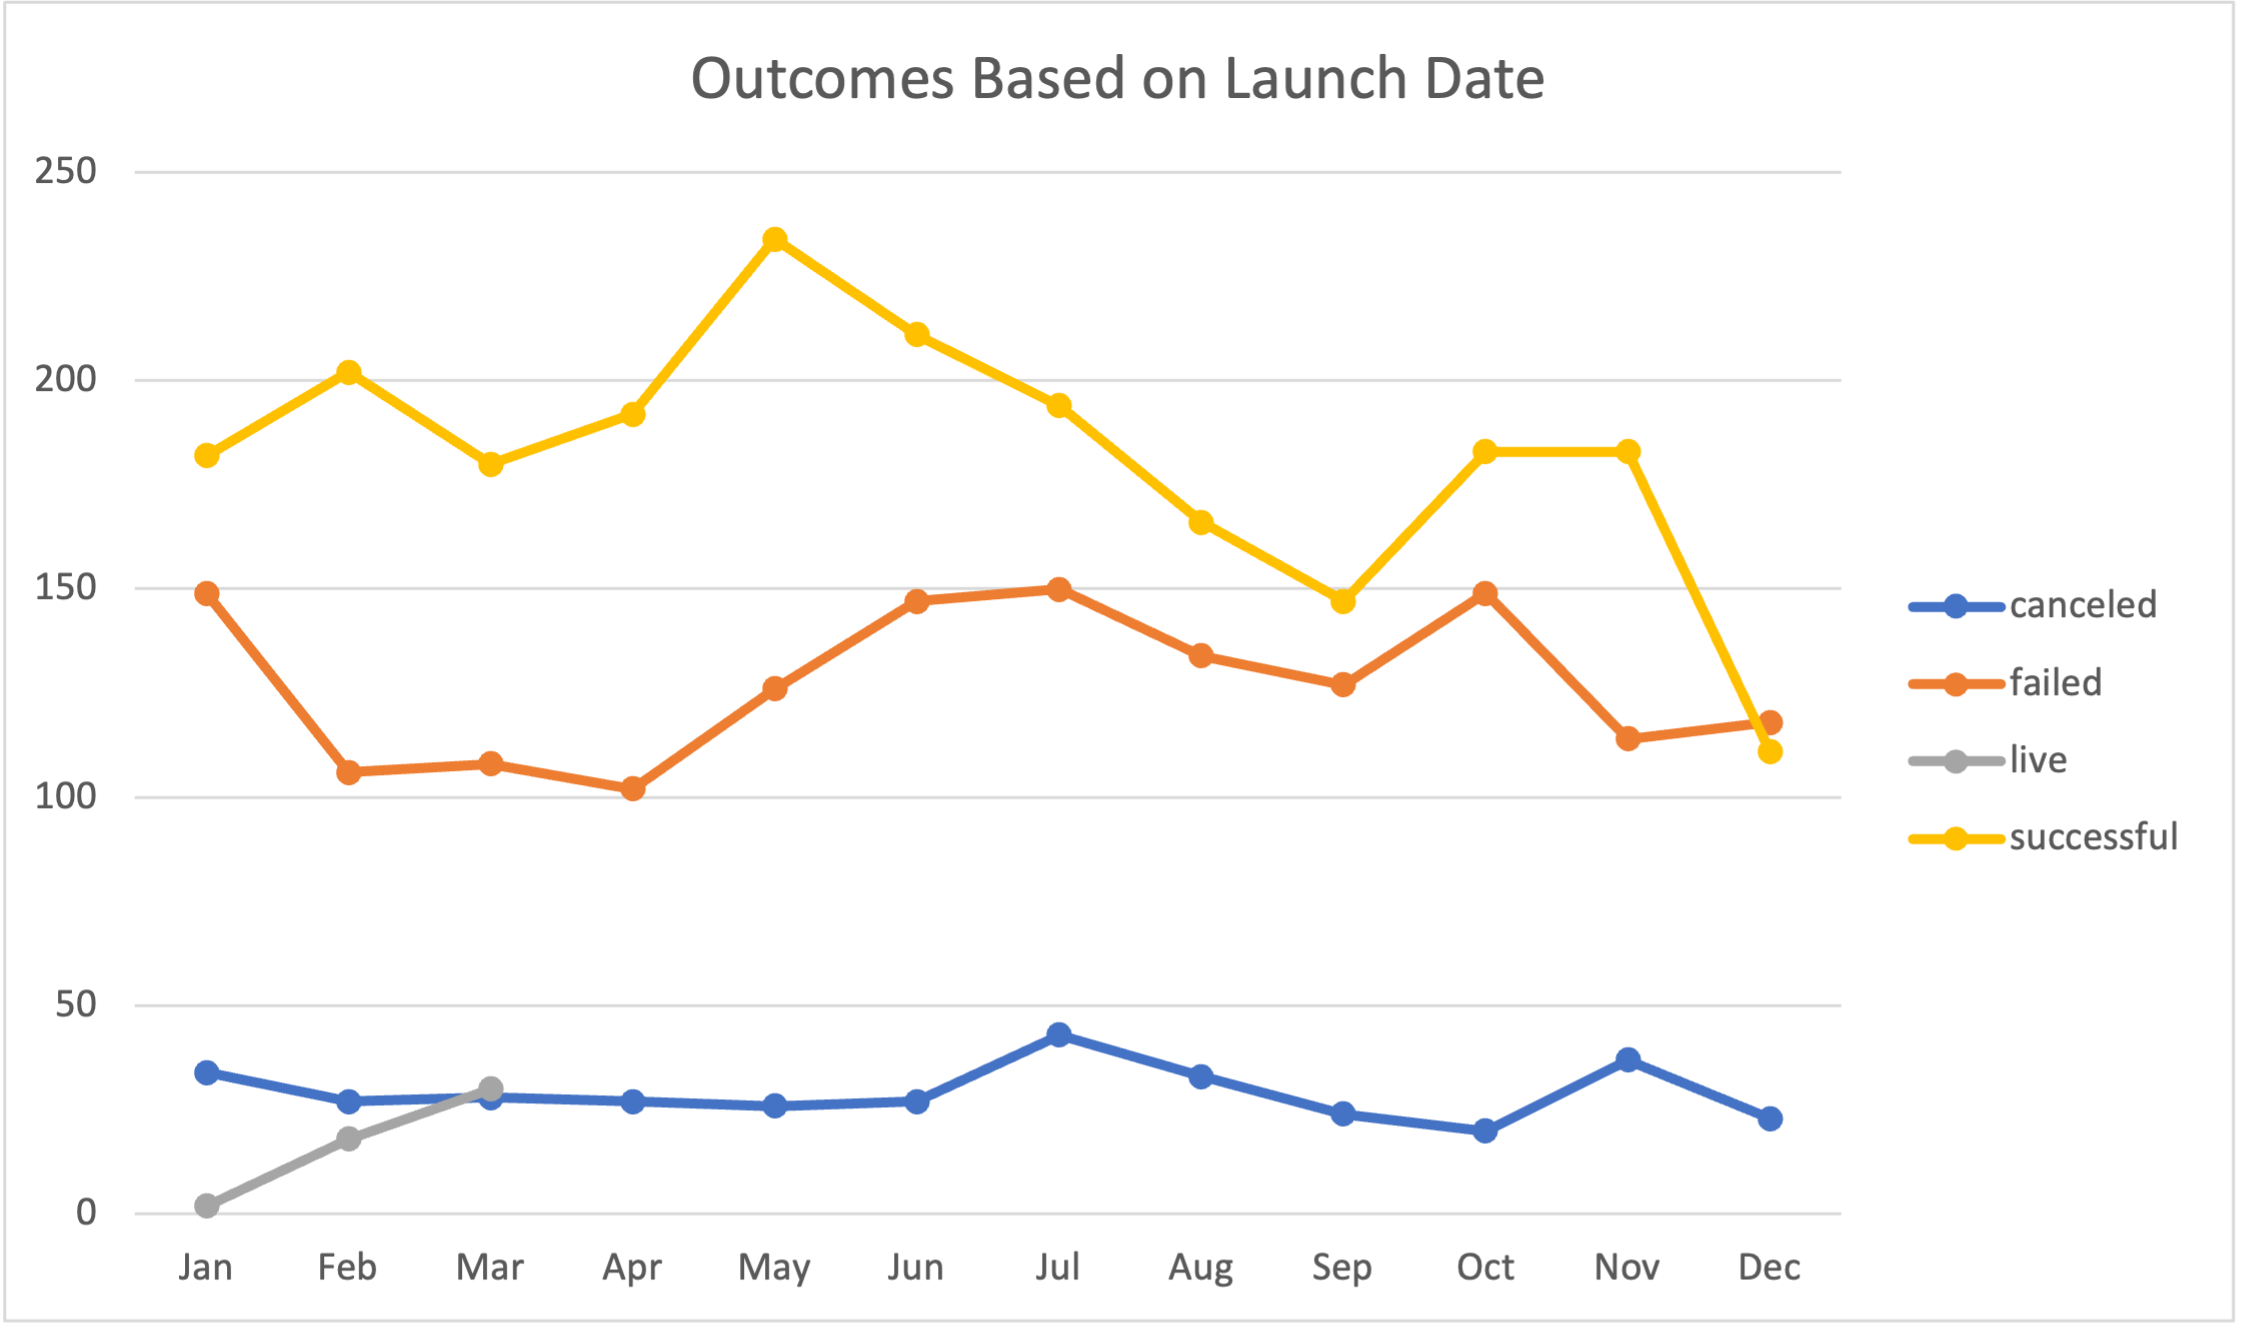 Outcomes Based on Launch Date
250
200
150
100
50
0
Jan Feb Mar Apr May Jun Jul Aug Sep Oct Nov Dec
canceled
failed
live
successful